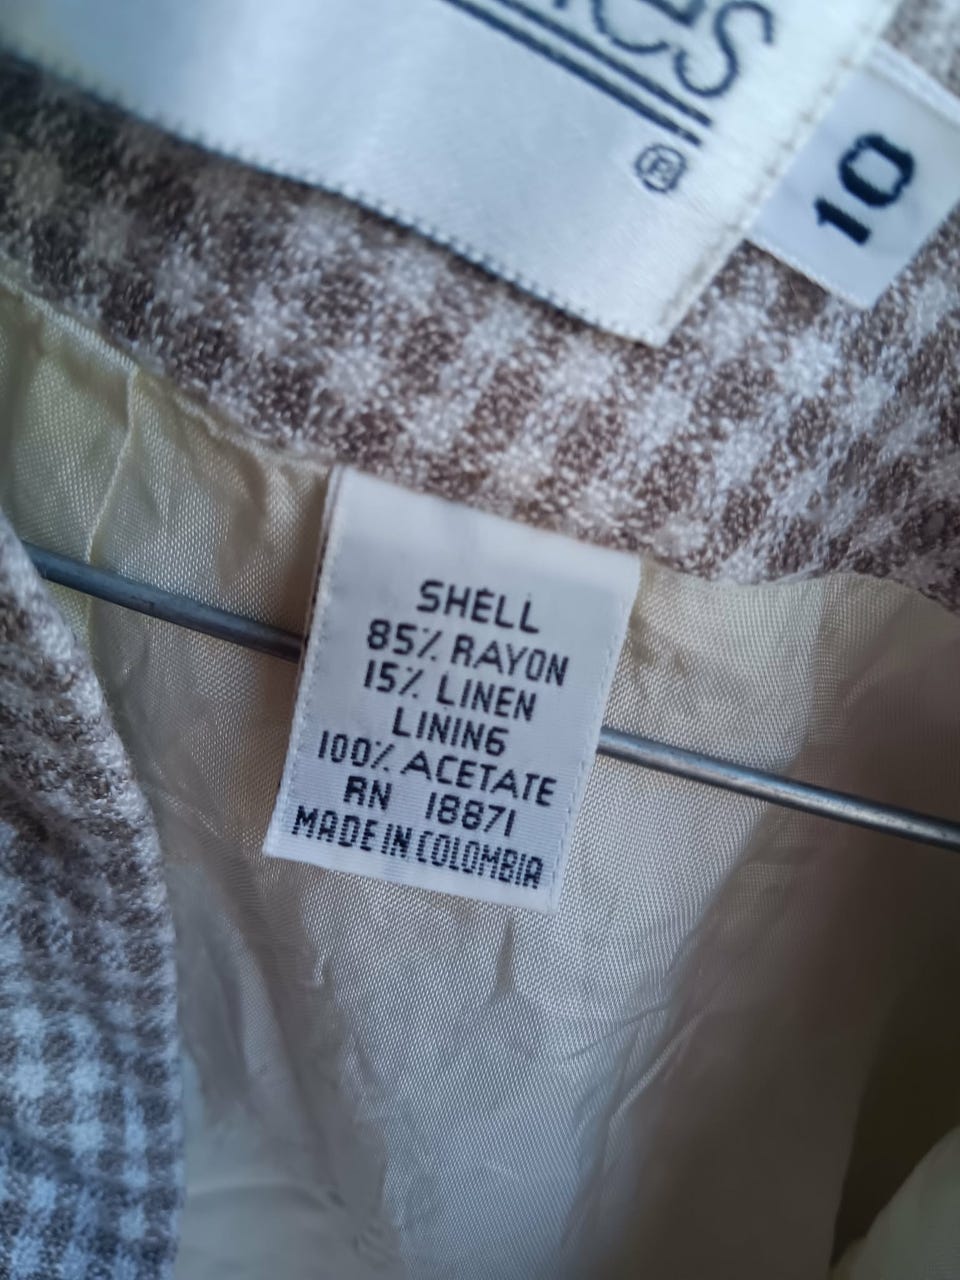 ®
10
SHELL
85% RAYON
15% LINEN
LINING
100% ACETATE
RN 18871
MADE IN COLOMBIA